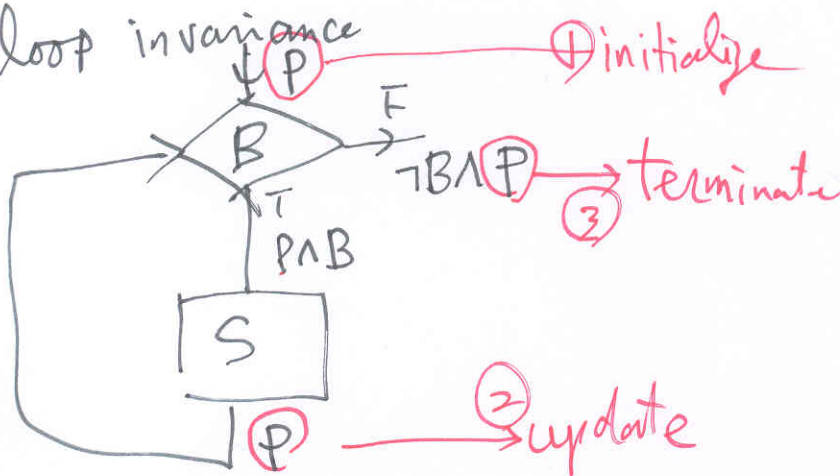 loop invariance
P ① initialize
F
B
¬B∧P ③ terminate
T
P∧B
S
P ② update